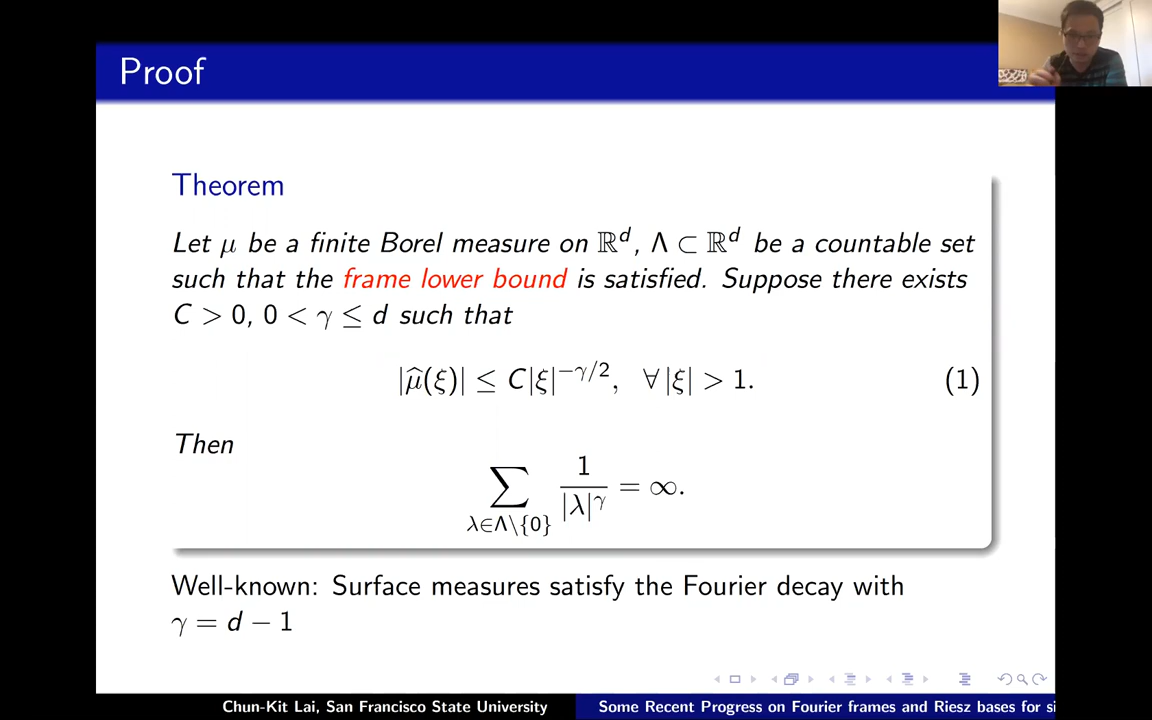 Proof
Theorem
Let μ be a finite Borel measure on ℝᵈ, Λ ⊂ ℝᵈ be a countable set
such that the frame lower bound is satisfied. Suppose there exists
C > 0, 0 < γ ≤ d such that
|μ̂(ξ)| ≤ C|ξ|^{−γ/2}, ∀ |ξ| > 1. (1)
Then
∑_{λ∈Λ\{0}} 1/|λ|^γ = ∞.
Well-known: Surface measures satisfy the Fourier decay with
γ = d − 1
Chun-Kit Lai, San Francisco State University
Some Recent Progress on Fourier frames and Riesz bases for si